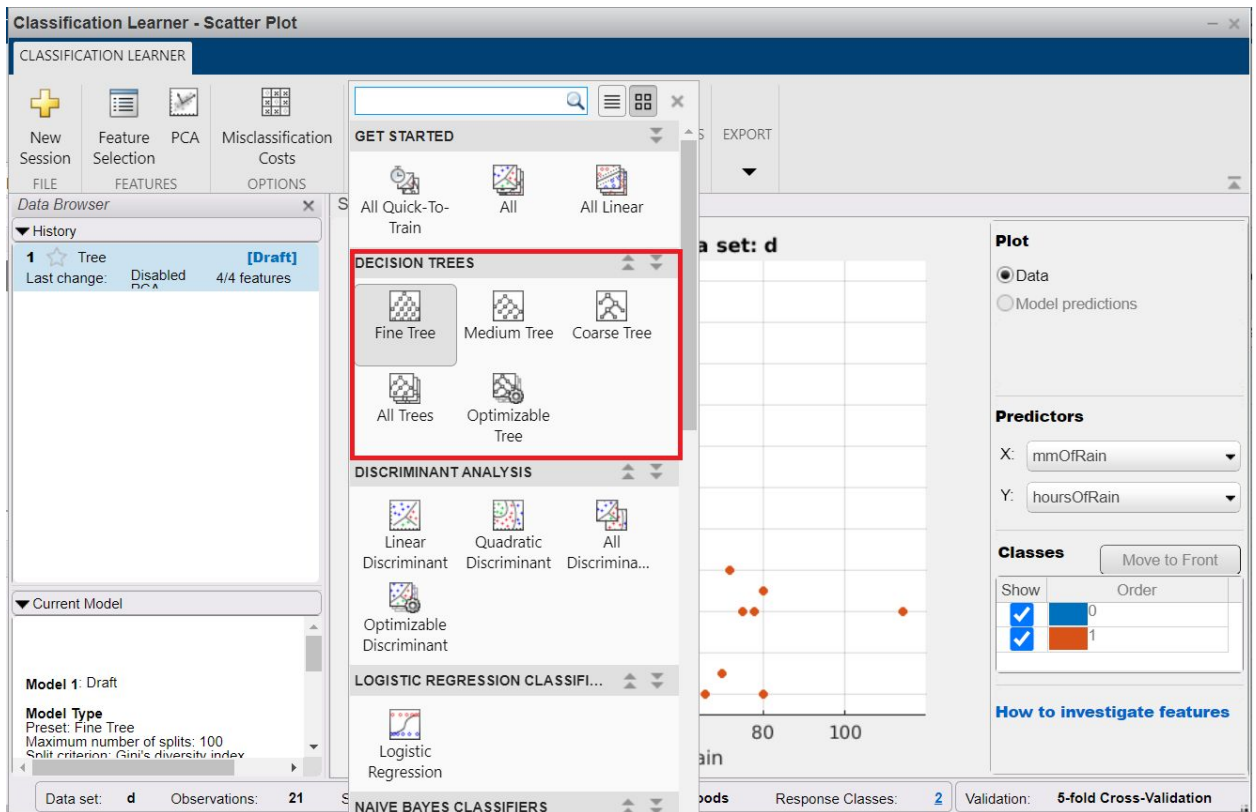 Classification Learner - Scatter Plot
CLASSIFICATION LEARNER
New
Session
Feature
Selection
PCA
Misclassification
Costs
FILE
FEATURES
OPTIONS
EXPORT
Data Browser
History
1 Tree [Draft]
Last change: Disabled
4/4 features
Current Model
Model 1: Draft
Model Type
Preset: Fine Tree
Maximum number of splits: 100
Split criterion: Gini's diversity index
GET STARTED
All Quick-To-
Train
All
All Linear
DECISION TREES
Fine Tree
Medium Tree
Coarse Tree
All Trees
Optimizable
Tree
DISCRIMINANT ANALYSIS
Linear
Discriminant
Quadratic
Discriminant
All
Discrimina...
Optimizable
Discriminant
LOGISTIC REGRESSION CLASSIFI...
Logistic
Regression
NAIVE BAYES CLASSIFIERS
a set: d
80
100
ain
Plot
Data
Model predictions
Predictors
X: mmOfRain
Y: hoursOfRain
Classes
Move to Front
Show Order
0
1
How to investigate features
Data set: d Observations: 21
ods
Response Classes: 2
Validation: 5-fold Cross-Validation